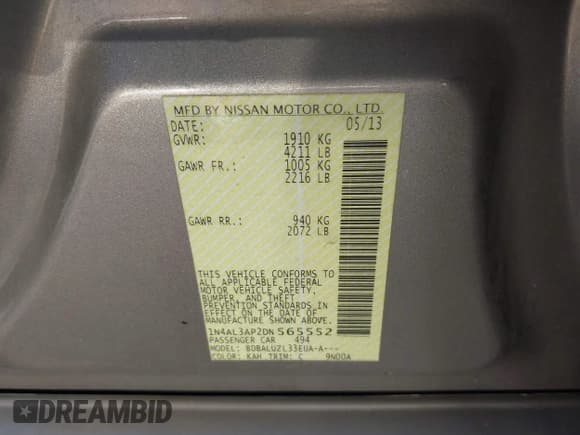 MFD BY NISSAN MOTOR CO., LTD.
DATE: 05/13
GVWR: 1910 KG
4211 LB
GAWR FR.: 1005 KG
2216 LB
GAWR RR.: 940 KG
2072 LB
THIS VEHICLE CONFORMS TO
ALL APPLICABLE FEDERAL
MOTOR VEHICLE SAFETY,
BUMPER, AND THEFT
PREVENTION STANDARDS
IN EFFECT ON THE DATE
OF MANUFACTURE SHOWN
ABOVE.
1N4AL3AP2DN565552
PASSENGER CAR 494
MODEL: BDBALUZL33EUA-A---
COLOR: KAH TRIM: C 9N00A
DREAMBID
DREAMBID